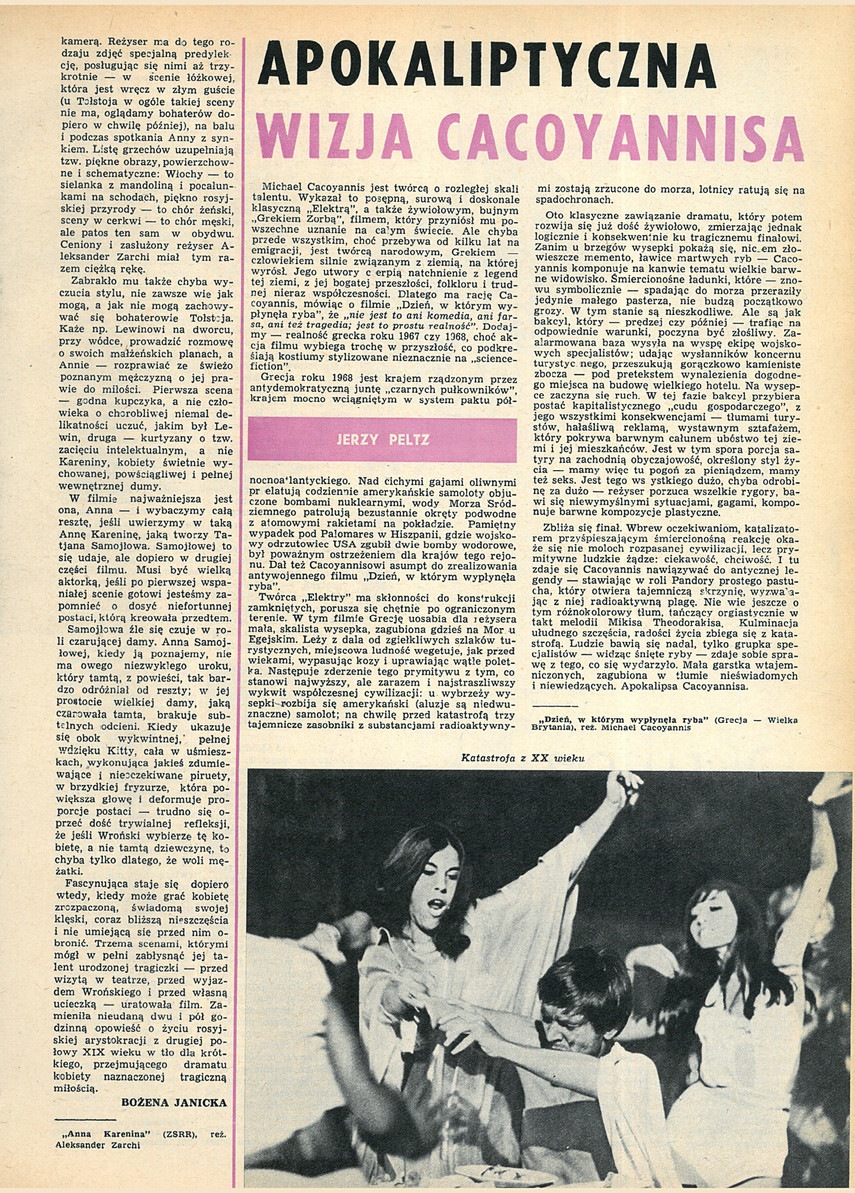 kamerą. Reżyser ma do tego ro-
dzaju zdjęć specjalną predylek-
cję, posługując się nimi aż trzy-
krotnie — w scenie łóżkowej,
która jest wręcz w złym guście
(u Tołstoja w ogóle takiej sceny
nie ma, oglądamy bohaterów do-
piero w chwilę później), na balu
i podczas spotkania Anny z syn-
kiem. Listę grzechów uzupełniają
tzw. piękne obrazy, powierzchow-
ne i schematyczne: Włochy — to
sielanka z mandoliną i pocałun-
kami na schodach, piękno rosyj-
skiej przyrody — to chór żeński,
sceny w cerkwi — to chór męski,
ale patos ten sam w obydwu.
Ceniony i zasłużony reżyser A-
leksander Zarchi miał tym ra-
zem ciężką rękę.
Zabrakło mu także chyba wy-
czucia stylu, nie zawsze wie jak
mogą, a jak nie mogą zachowy-
wać się bohaterowie Tołstoja.
Każe np. Lewinowi na dworcu,
przy wódce, prowadzić rozmowę
o swoich małżeńskich planach, a
Annie — rozprawiać ze świeżo
poznanym mężczyzną o jej pra-
wie do miłości. Pierwsza scena
— godna kupczyka, a nie czło-
wieka o chorobliwej niemal de-
likatności uczuć, jakim był Le-
win, druga — kurtyzany o tzw.
zacięciu intelektualnym, a nie
Kareniny, kobiety świetnie wy-
chowanej, powściągliwej i pełnej
wewnętrznej dumy.
W filmie najważniejsza jest
ona, Anna — i wybaczymy całą
resztę, jeśli uwierzymy w taką
Annę Kareninę, jaką tworzy Ta-
tjana Samojłowa. Samojłowej to
się udaje, ale dopiero w drugiej
części filmu. Musi być wielką
aktorką, jeśli po pierwszej wspa-
niałej scenie gotowi jesteśmy za-
pomnieć o dosyć niefortunnej
postaci, którą kreowała przedtem.
Samojłowa źle się czuje w ro-
li czarującej damy. Anna Samoj-
łowej, kiedy ją poznajemy, nie
ma owego niezwykłego uroku,
który tamtą, z powieści, tak bar-
dzo odróżniał od reszty; w jej
prostocie wielkiej damy, jaką
czarowała tamta, brakuje sub-
telnych odcieni. Kiedy ukazuje
się obok wykwintnej, pełnej
wdzięku Kitty, cała w uśmiesz-
kach, wykonująca jakieś zdumie-
wające i nieoczekiwane piruety,
w brzydkiej fryzurze, która po-
większa głowę i deformuje pro-
porcje postaci — trudno się o-
przeć dość trywialnej refleksji,
że jeśli Wroński wybierze tę ko-
bietę, a nie tamtą dziewczynę, to
chyba tylko dlatego, że woli mę-
żatki.
Fascynująca staje się dopiero
wtedy, kiedy może grać kobietę
zrozpaczoną, świadomą swojej
klęski, coraz bliższą nieszczęścia
i nie umiejącą się przed nim o-
bronić. Trzema scenami, którymi
mógł w pełni zabłysnąć jej ta-
lent urodzonej tragiczki — przed
wizytą w teatrze, przed wyjaz-
dem Wrońskiego i przed własną
ucieczką — uratowała film. Za-
mieniła nieudaną dwu i pół go-
dzinną opowieść o życiu rosyj-
skiej arystokracji z drugiej po-
łowy XIX wieku w tło dla krót-
kiego, przejmującego dramatu
kobiety naznaczonej tragiczną
miłością.
BOŻENA JANICKA
„Anna Karenina” (ZSRR), reż.
Aleksander Zarchi
APOKALIPTYCZNA
WIZJA CACOYANNISA
Michael Cacoyannis jest twórcą o rozległej skali
talentu. Wykazał to posępną, surową i doskonale
klasyczną „Elektrą”, a także żywiołowym, bujnym
„Grekiem Zorbą”, filmem, który przyniósł mu po-
wszechne uznanie na całym świecie. Ale chyba
przede wszystkim, choć przebywa od kilku lat na
emigracji, jest twórcą narodowym, Grekiem —
człowiekiem silnie związanym z ziemią, na której
wyrósł. Jego utwory czerpią natchnienie z legend
tej ziemi, z jej bogatej przeszłości, folkloru i trud-
nej nieraz współczesności. Dlatego ma rację Ca-
coyannis, mówiąc o filmie „Dzień, w którym wy-
płynęła ryba”, że „nie jest to ani komedia, ani far-
sa, ani też tragedia; jest to prostu realność”. Dodaj-
my — realność grecka roku 1967 czy 1968, choć ak-
cja filmu wybiega trochę w przyszłość, co podkre-
ślają kostiumy stylizowane nieznacznie na „science-
fiction”.
Grecja roku 1968 jest krajem rządzonym przez
antydemokratyczną juntę „czarnych pułkowników”,
krajem mocno wciągniętym w system paktu pół-
JERZY PELTZ
nocnoatlantyckiego. Nad cichymi gajami oliwnymi
przelatują codziennie amerykańskie samoloty obju-
czone bombami nuklearnymi, wody Morza Śród-
ziemnego patrolują bezustannie okręty podwodne
z atomowymi rakietami na pokładzie. Pamiętny
wypadek pod Palomares w Hiszpanii, gdzie wojsko-
wy odrzutowiec USA zgubił dwie bomby wodorowe,
był poważnym ostrzeżeniem dla krajów tego rejo-
nu. Dał też Cacoyannisowi asumpt do zrealizowania
antywojennego filmu „Dzień, w którym wypłynęła
ryba”.
Twórca „Elektry” ma skłonności do konstrukcji
zamkniętych, porusza się chętnie po ograniczonym
terenie. W tym filmie Grecję uosabia dla reżysera
mała, skalista wysepka, zagubiona gdzieś na Morzu
Egejskim. Leży z dala od zgiełkliwych szlaków tu-
rystycznych, miejscowa ludność wegetuje, jak przed
wiekami, wypasając kozy i uprawiając wątłe polet-
ka. Następuje zderzenie tego prymitywu z tym, co
stanowi najwyższy, ale zarazem i najstraszliwszy
wykwit współczesnej cywilizacji: u wybrzeży wy-
sepki rozbija się amerykański (aluzje są niedwu-
znaczne) samolot; na chwilę przed katastrofą trzy
tajemnicze zasobniki z substancjami radioaktywny-
mi zostają zrzucone do morza, lotnicy ratują się na
spadochronach.
Oto klasyczne zawiązanie dramatu, który potem
rozwija się już dość żywiołowo, zmierzając jednak
logicznie i konsekwentnie ku tragicznemu finałowi.
Zanim u brzegów wysepki pokażą się, niczem zło-
wieszcze memento, ławice martwych ryb — Caco-
yannis komponuje na kanwie tematu wielkie barw-
ne widowisko. Śmiercionośne ładunki, które — zno-
wu symbolicznie — spadając do morza przeraziły
jedynie małego pasterza, nie budzą początkowo
grozy. W tym stanie są nieszkodliwe. Ale są jak
bakcyl, który — prędzej czy później — trafiając na
odpowiednie warunki, poczyna być złośliwy. Za-
alarmowana baza wysyła na wyspę ekipę wojsko-
wych specjalistów; udając wysłanników koncernu
turystycznego, przeszukują gorączkowo kamieniste
zbocza — pod pretekstem wynalezienia dogodne-
go miejsca na budowę wielkiego hotelu. Na wysep-
ce zaczyna się ruch. W tej fazie bakcyl przybiera
postać kapitalistycznego „cudu gospodarczego”, z
jego wszystkimi konsekwencjami — tłumami tury-
stów, hałaśliwą reklamą, wystawnym sztafażem,
który pokrywa barwnym całunem ubóstwo tej zie-
mi i jej mieszkańców. Jest w tym spora porcja sa-
tyry na zachodnią obyczajowość, określony styl ży-
cia — mamy więc tu pogoń za pieniądzem, mamy
też seks. Jest tego wszystkiego dużo, chyba odrobi-
nę za dużo — reżyser porzuca wszelkie rygory, ba-
wi się niewymyślnymi sytuacjami, gagami, kompo-
nuje barwne kompozycje plastyczne.
Zbliża się finał. Wbrew oczekiwaniom, katalizato-
rem przyśpieszającym śmiercionośną reakcję oka-
że się nie moloch rozpasanej cywilizacji, lecz pry-
mitywne ludzkie żądze: ciekawość, chciwość. I tu
zdaje się Cacoyannis nawiązywać do antycznej le-
gendy — stawiając w roli Pandory prostego pastu-
cha, który otwiera tajemniczą skrzynię, wyzwala-
jąc z niej radioaktywną plagę. Nie wie jeszcze o
tym różnokolorowy tłum, tańczący orgiastycznie w
takt melodii Mikisa Theodorakisa. Kulminacja
ułudnego szczęścia, radości życia zbiega się z kata-
strofą. Ludzie bawią się nadal, tylko grupka spe-
cjalistów — widząc śnięte ryby — zdaje sobie spra-
wę z tego, co się wydarzyło. Mała garstka wtajem-
niczonych, zagubiona w tłumie nieświadomych
i niewiedzących. Apokalipsa Cacoyannisa.
„Dzień, w którym wypłynęła ryba” (Grecja — Wielka
Brytania), reż. Michael Cacoyannis
Katastrofa z XX wieku